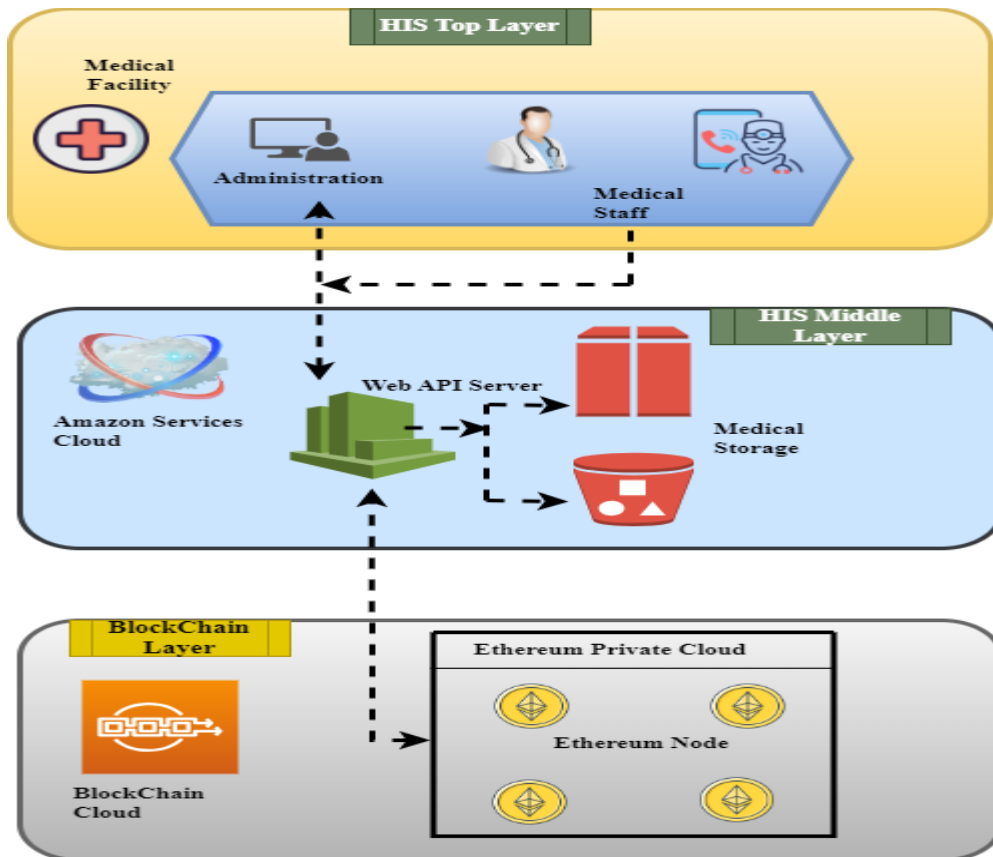 HIS Top Layer
Medical
Facility
Administration
Medical
Staff
HIS Middle
Layer
Amazon Services
Cloud
Web API Server
Medical
Storage
BlockChain
Layer
Ethereum Private Cloud
Ethereum Node
BlockChain
Cloud